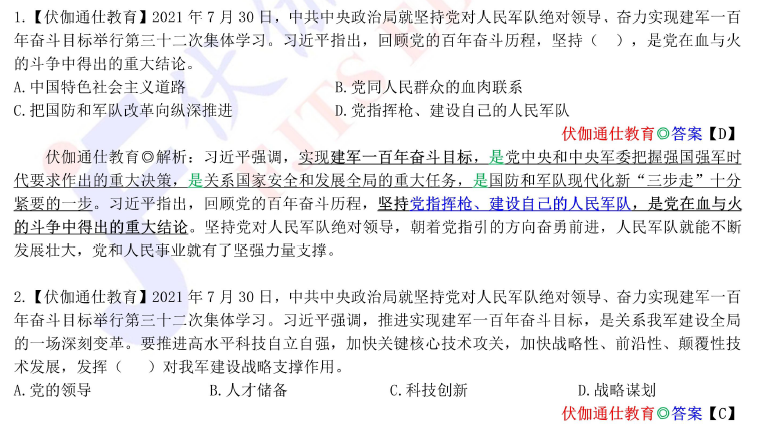 1.【伏伽通仕教育】2021 年 7 月 30 日，中共中央政治局就坚持党对人民军队绝对领导、奋力实现建军一百
年奋斗目标举行第三十二次集体学习。习近平指出，回顾党的百年奋斗历程，坚持（　），是党在血与火
的斗争中得出的重大结论。
A.中国特色社会主义道路 B.党同人民群众的血肉联系
C.把国防和军队改革向纵深推进 D.党指挥枪、建设自己的人民军队
伏伽通仕教育◎答案【D】
伏伽通仕教育◎解析：习近平强调，实现建军一百年奋斗目标，是党中央和中央军委把握强国强军时
代要求作出的重大决策，是关系国家安全和发展全局的重大任务，是国防和军队现代化新“三步走”十分
紧要的一步。习近平指出，回顾党的百年奋斗历程，坚持党指挥枪、建设自己的人民军队，是党在血与火
的斗争中得出的重大结论。坚持党对人民军队绝对领导，朝着党指引的方向奋勇前进，人民军队就能不断
发展壮大，党和人民事业就有了坚强力量支撑。
2.【伏伽通仕教育】2021 年 7 月 30 日，中共中央政治局就坚持党对人民军队绝对领导、奋力实现建军一百
年奋斗目标举行第三十二次集体学习。习近平强调，推进实现建军一百年奋斗目标，是关系我军建设全局
的一场深刻变革。要推进高水平科技自立自强，加快关键核心技术攻关，加快战略性、前沿性、颠覆性技
术发展，发挥（　）对我军建设战略支撑作用。
A.党的领导 B.人才储备 C.科技创新 D.战略谋划
伏伽通仕教育◎答案【C】